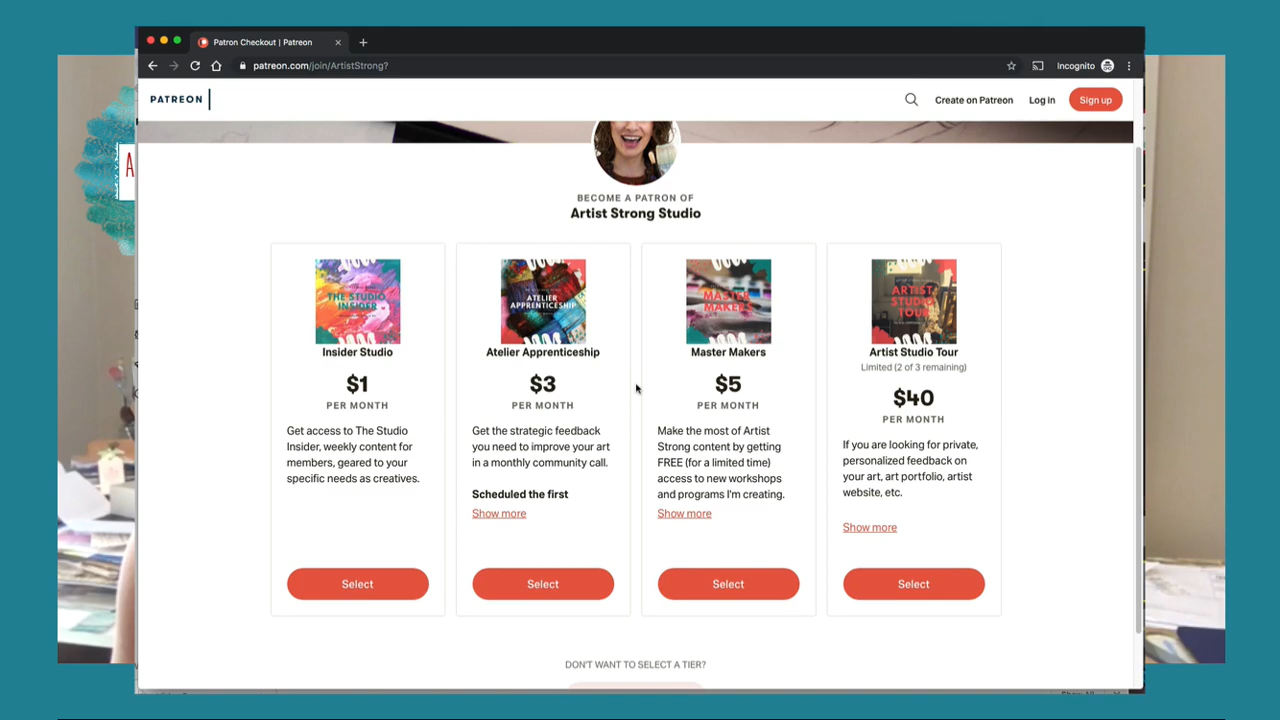 Patron Checkout | Patreon
patreon.com/join/ArtistStrong?
Incognito
PATREON
Create on Patreon
Log in
Sign up
A
BECOME A PATRON OF
Artist Strong Studio
THE STUDIO
INSIDER
Insider Studio
$1
PER MONTH
Get access to The Studio
Insider, weekly content for
members, geared to your
specific needs as creatives.
Select
ATELIER
APPRENTICESHIP
Atelier Apprenticeship
$3
PER MONTH
Get the strategic feedback
you need to improve your art
in a monthly community call.
Scheduled the first
Show more
Select
MASTER
MAKERS
Master Makers
$5
PER MONTH
Make the most of Artist
Strong content by getting
FREE (for a limited time)
access to new workshops
and programs I'm creating.
Show more
Select
ARTIST
STUDIO
TOUR
Artist Studio Tour
Limited (2 of 3 remaining)
$40
PER MONTH
If you are looking for private,
personalized feedback on
your art, art portfolio, artist
website, etc.
Show more
Select
DON'T WANT TO SELECT A TIER?